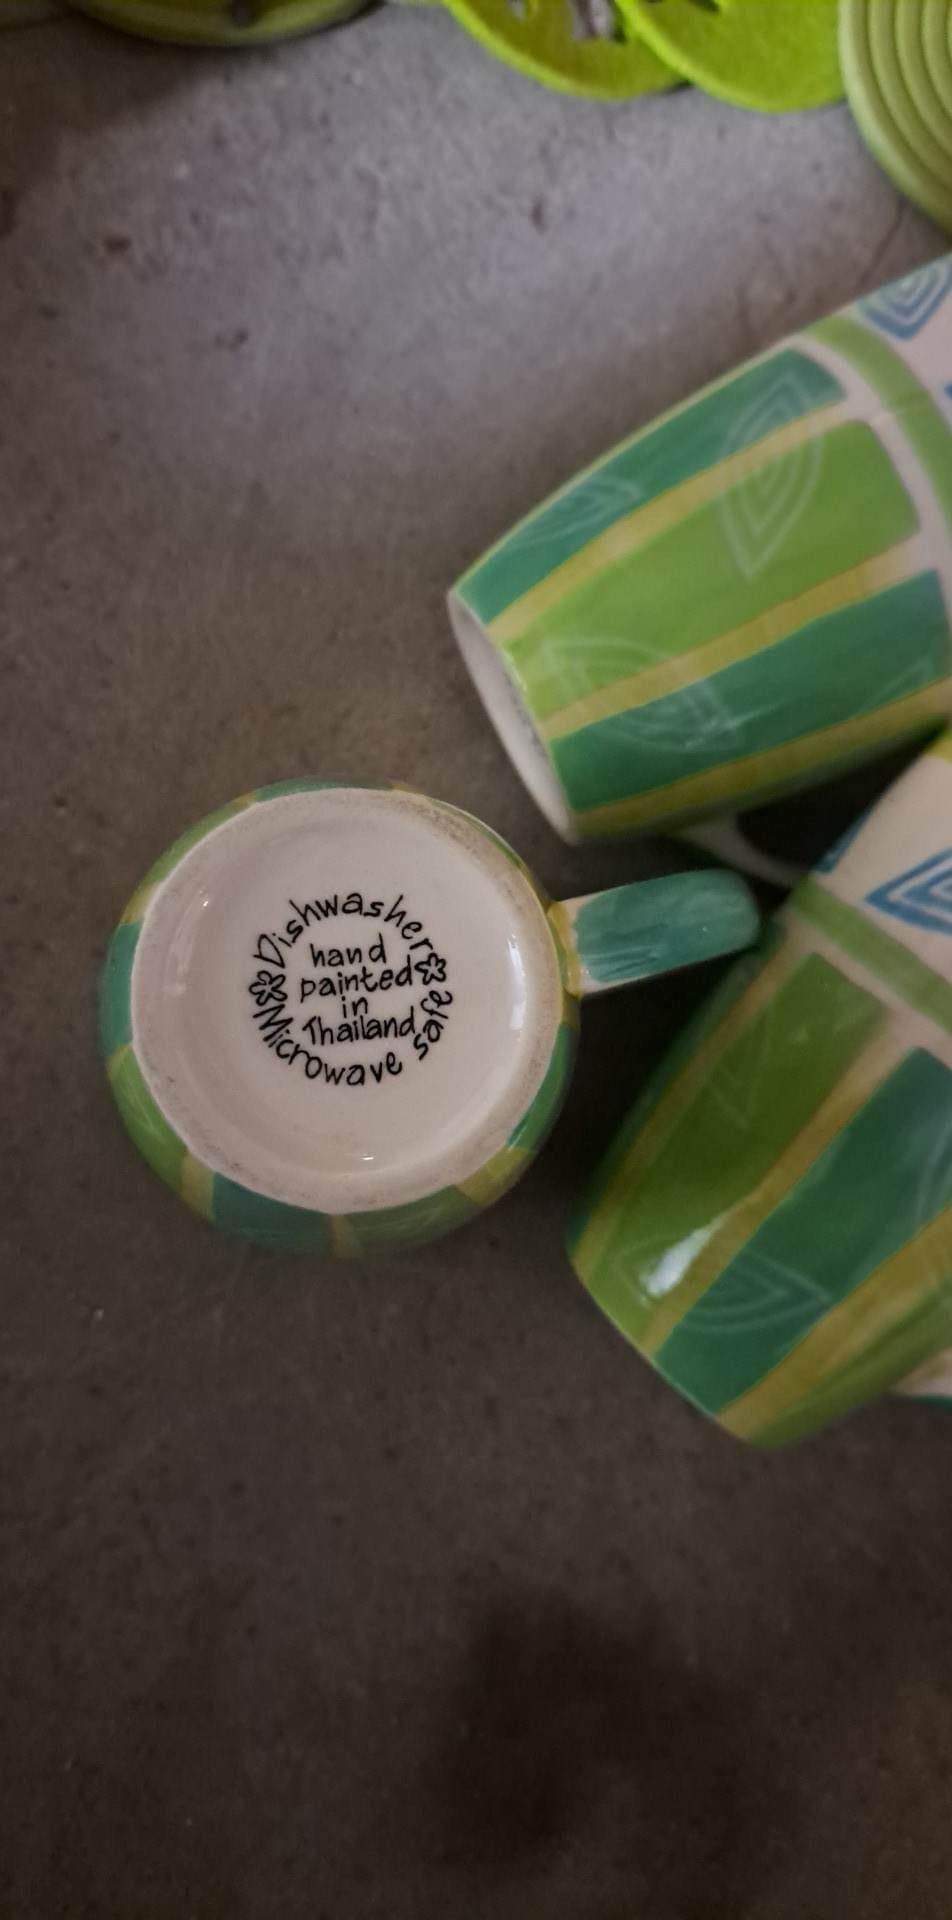 Dishwasher
hand
painted
in
Thailand
Microwave safe